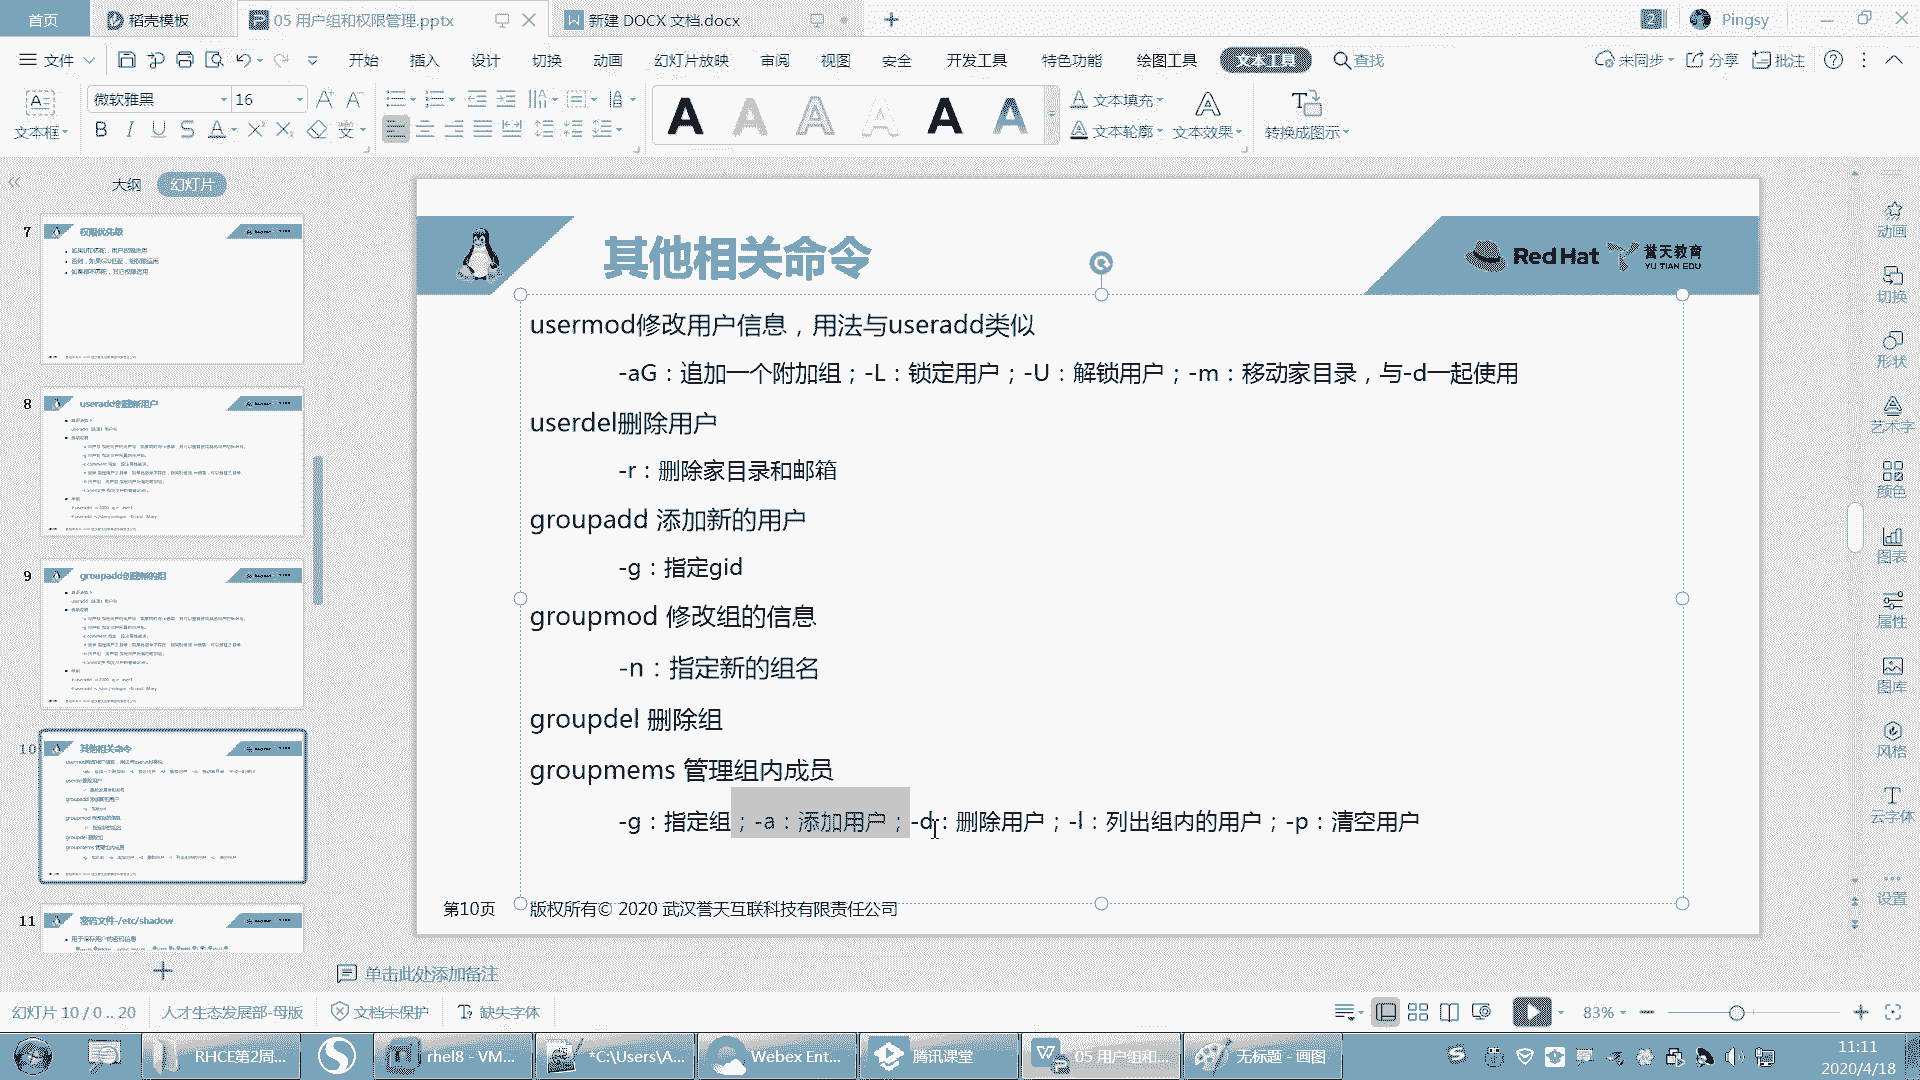 首页
稻壳模板
05 用户组和权限管理.pptx
新建 DOCX 文档.docx
2
Pingsy
文件
开始
插入
设计
切换
动画
幻灯片放映
审阅
视图
安全
开发工具
特色功能
绘图工具
文本工具
查找
未同步
分享
批注
文本框
微软雅黑
16
文本填充
文本轮廓
文本效果
转换成图示
大纲
幻灯片
7
权限优先级
8
useradd创建新用户
9
groupadd创建新的组
10
其他相关命令
11
密码文件-/etc/shadow
用于保存用户的密码信息
其他相关命令
Red Hat
誉天教育
YU TIAN EDU
usermod修改用户信息，用法与useradd类似
-aG：追加一个附加组；-L：锁定用户；-U：解锁用户；-m：移动家目录，与-d一起使用
userdel删除用户
-r：删除家目录和邮箱
groupadd 添加新的用户
-g：指定gid
groupmod 修改组的信息
-n：指定新的组名
groupdel 删除组
groupmems 管理组内成员
-g：指定组；-a：添加用户；-d：删除用户；-l：列出组内的用户；-p：清空用户
第10页
版权所有© 2020 武汉誉天互联科技有限责任公司
动画
切换
形状
艺术字
颜色
图表
属性
图库
风格
云字体
设置
单击此处添加备注
幻灯片 10 / 0 .. 20
人才生态发展部-母版
文档未保护
缺失字体
83%
RHCE第2周...
rhel8 - VM...
*C:\Users\A...
Webex Ent...
腾讯课堂
05 用户组和...
无标题 - 画图
11:11
2020/4/18